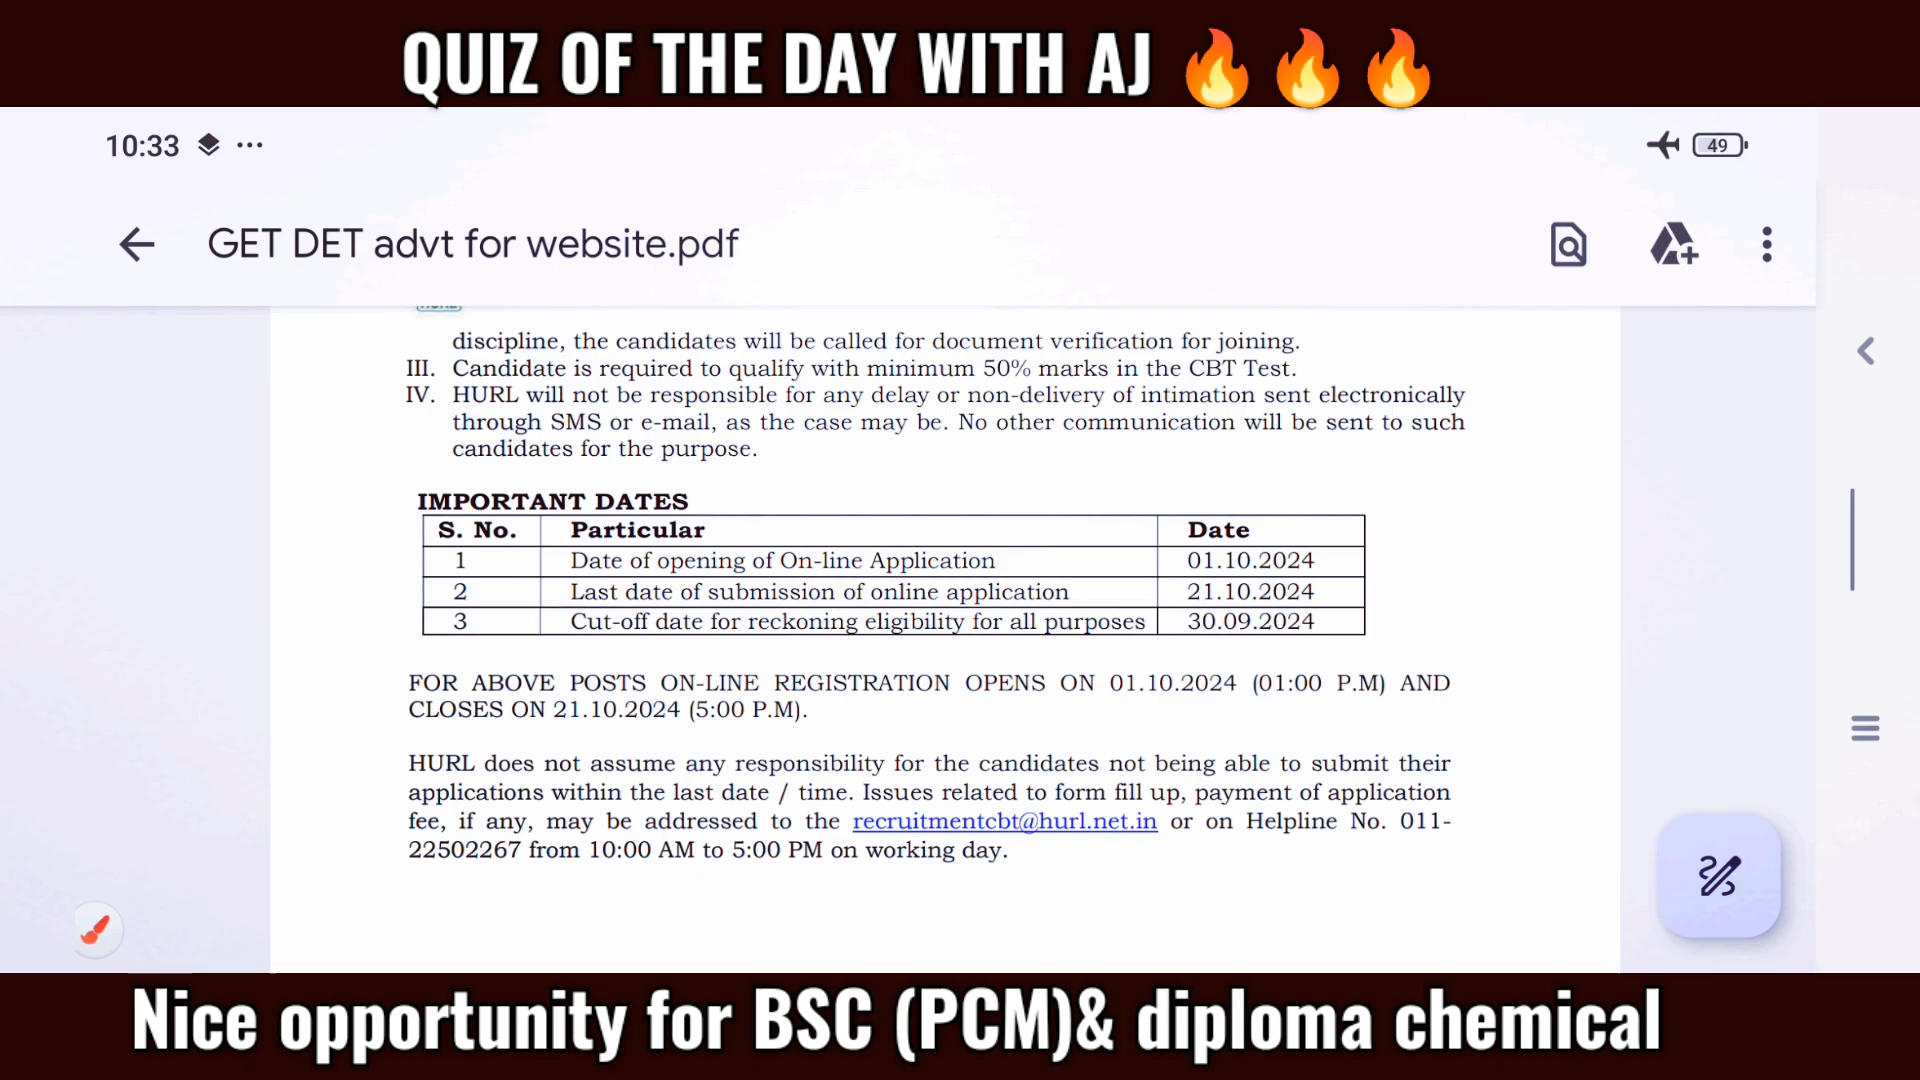 QUIZ OF THE DAY WITH AJ 🔥🔥🔥
10:33 ...
49
GET DET advt for website.pdf
discipline, the candidates will be called for document verification for joining.
III. Candidate is required to qualify with minimum 50% marks in the CBT Test.
IV. HURL will not be responsible for any delay or non-delivery of intimation sent electronically
through SMS or e-mail, as the case may be. No other communication will be sent to such
candidates for the purpose.
IMPORTANT DATES
S. No. Particular Date
1 Date of opening of On-line Application 01.10.2024
2 Last date of submission of online application 21.10.2024
3 Cut-off date for reckoning eligibility for all purposes 30.09.2024
FOR ABOVE POSTS ON-LINE REGISTRATION OPENS ON 01.10.2024 (01:00 P.M) AND
CLOSES ON 21.10.2024 (5:00 P.M).
HURL does not assume any responsibility for the candidates not being able to submit their
applications within the last date / time. Issues related to form fill up, payment of application
fee, if any, may be addressed to the recruitmentcbt@hurl.net.in or on Helpline No. 011-
22502267 from 10:00 AM to 5:00 PM on working day.
Nice opportunity for BSC (PCM)& diploma chemical